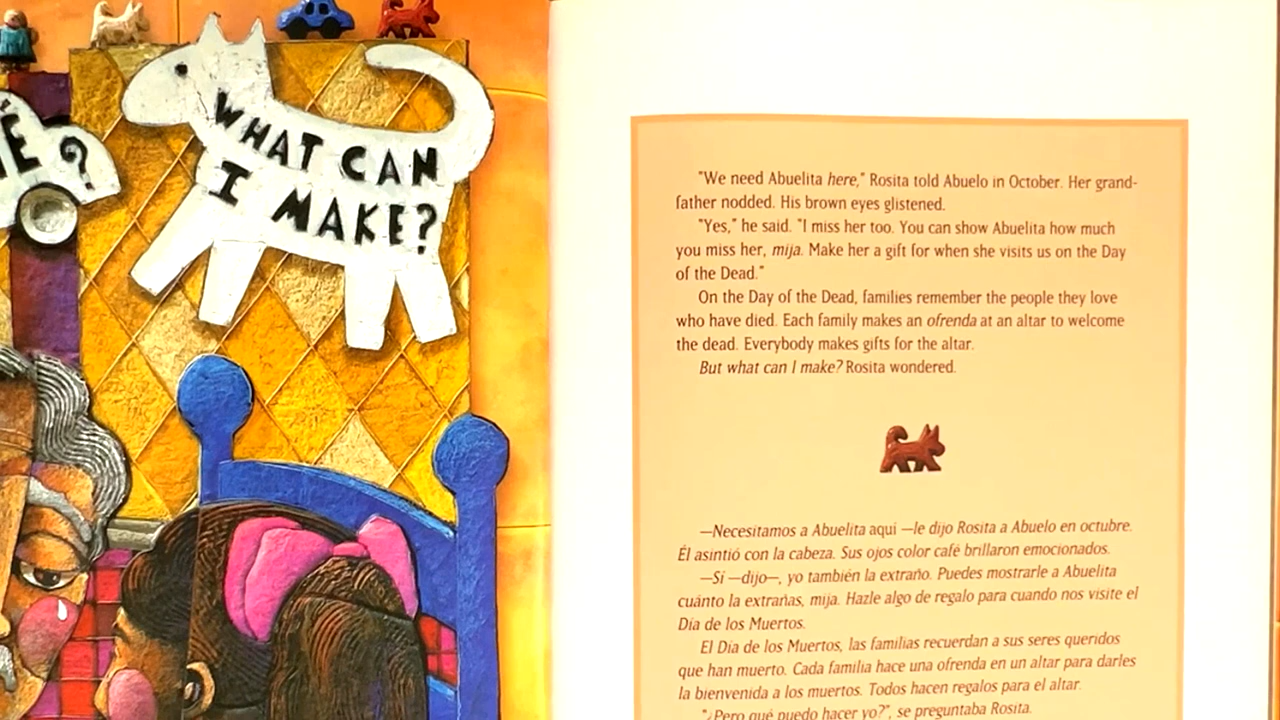 E?
WHAT CAN
I MAKE?
"We need Abuelita here," Rosita told Abuelo in October. Her grand-
father nodded. His brown eyes glistened.
"Yes," he said. "I miss her too. You can show Abuelita how much
you miss her, mija. Make her a gift for when she visits us on the Day
of the Dead."
On the Day of the Dead, families remember the people they love
who have died. Each family makes an ofrenda at an altar to welcome
the dead. Everybody makes gifts for the altar.
But what can I make? Rosita wondered.
—Necesitamos a Abuelita aquí —le dijo Rosita a Abuelo en octubre.
Él asintió con la cabeza. Sus ojos color café brillaron emocionados.
—Sí —dijo—, yo también la extraño. Puedes mostrarle a Abuelita
cuánto la extrañas, mija. Hazle algo de regalo para cuando nos visite el
Día de los Muertos.
El Día de los Muertos, las familias recuerdan a sus seres queridos
que han muerto. Cada familia hace una ofrenda en un altar para darles
la bienvenida a los muertos. Todos hacen regalos para el altar.
"¿Pero qué puedo hacer yo?", se preguntaba Rosita.